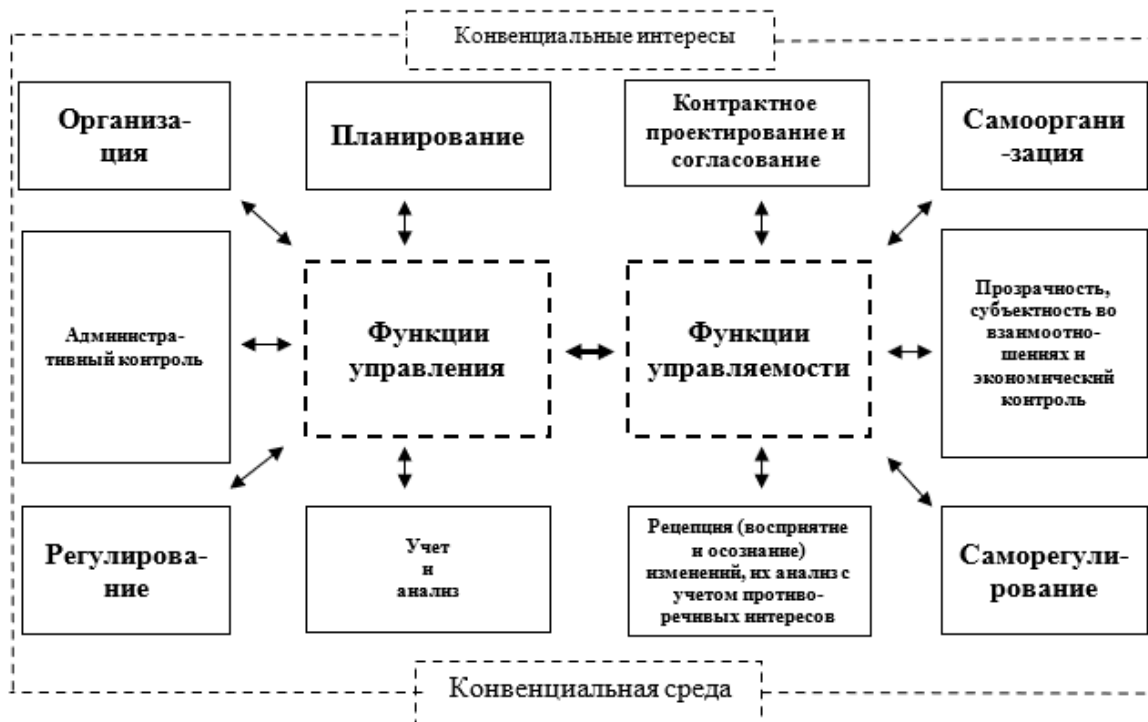 Конвенциальные интересы
Организа-
ция
Планирование
Контрактное
проектирование и
согласование
Самооргани
-зация
Администра-
тивный контроль
Функции
управления
Функции
управляемости
Прозрачность,
субъектность во
взаимоотно-
шениях и
экономический
контроль
Регулирова-
ние
Учет
и
анализ
Рецепция (восприятие
и осознание)
изменений, их анализ с
учетом противо-
речивых интересов
Саморегули-
рование
Конвенциальная среда